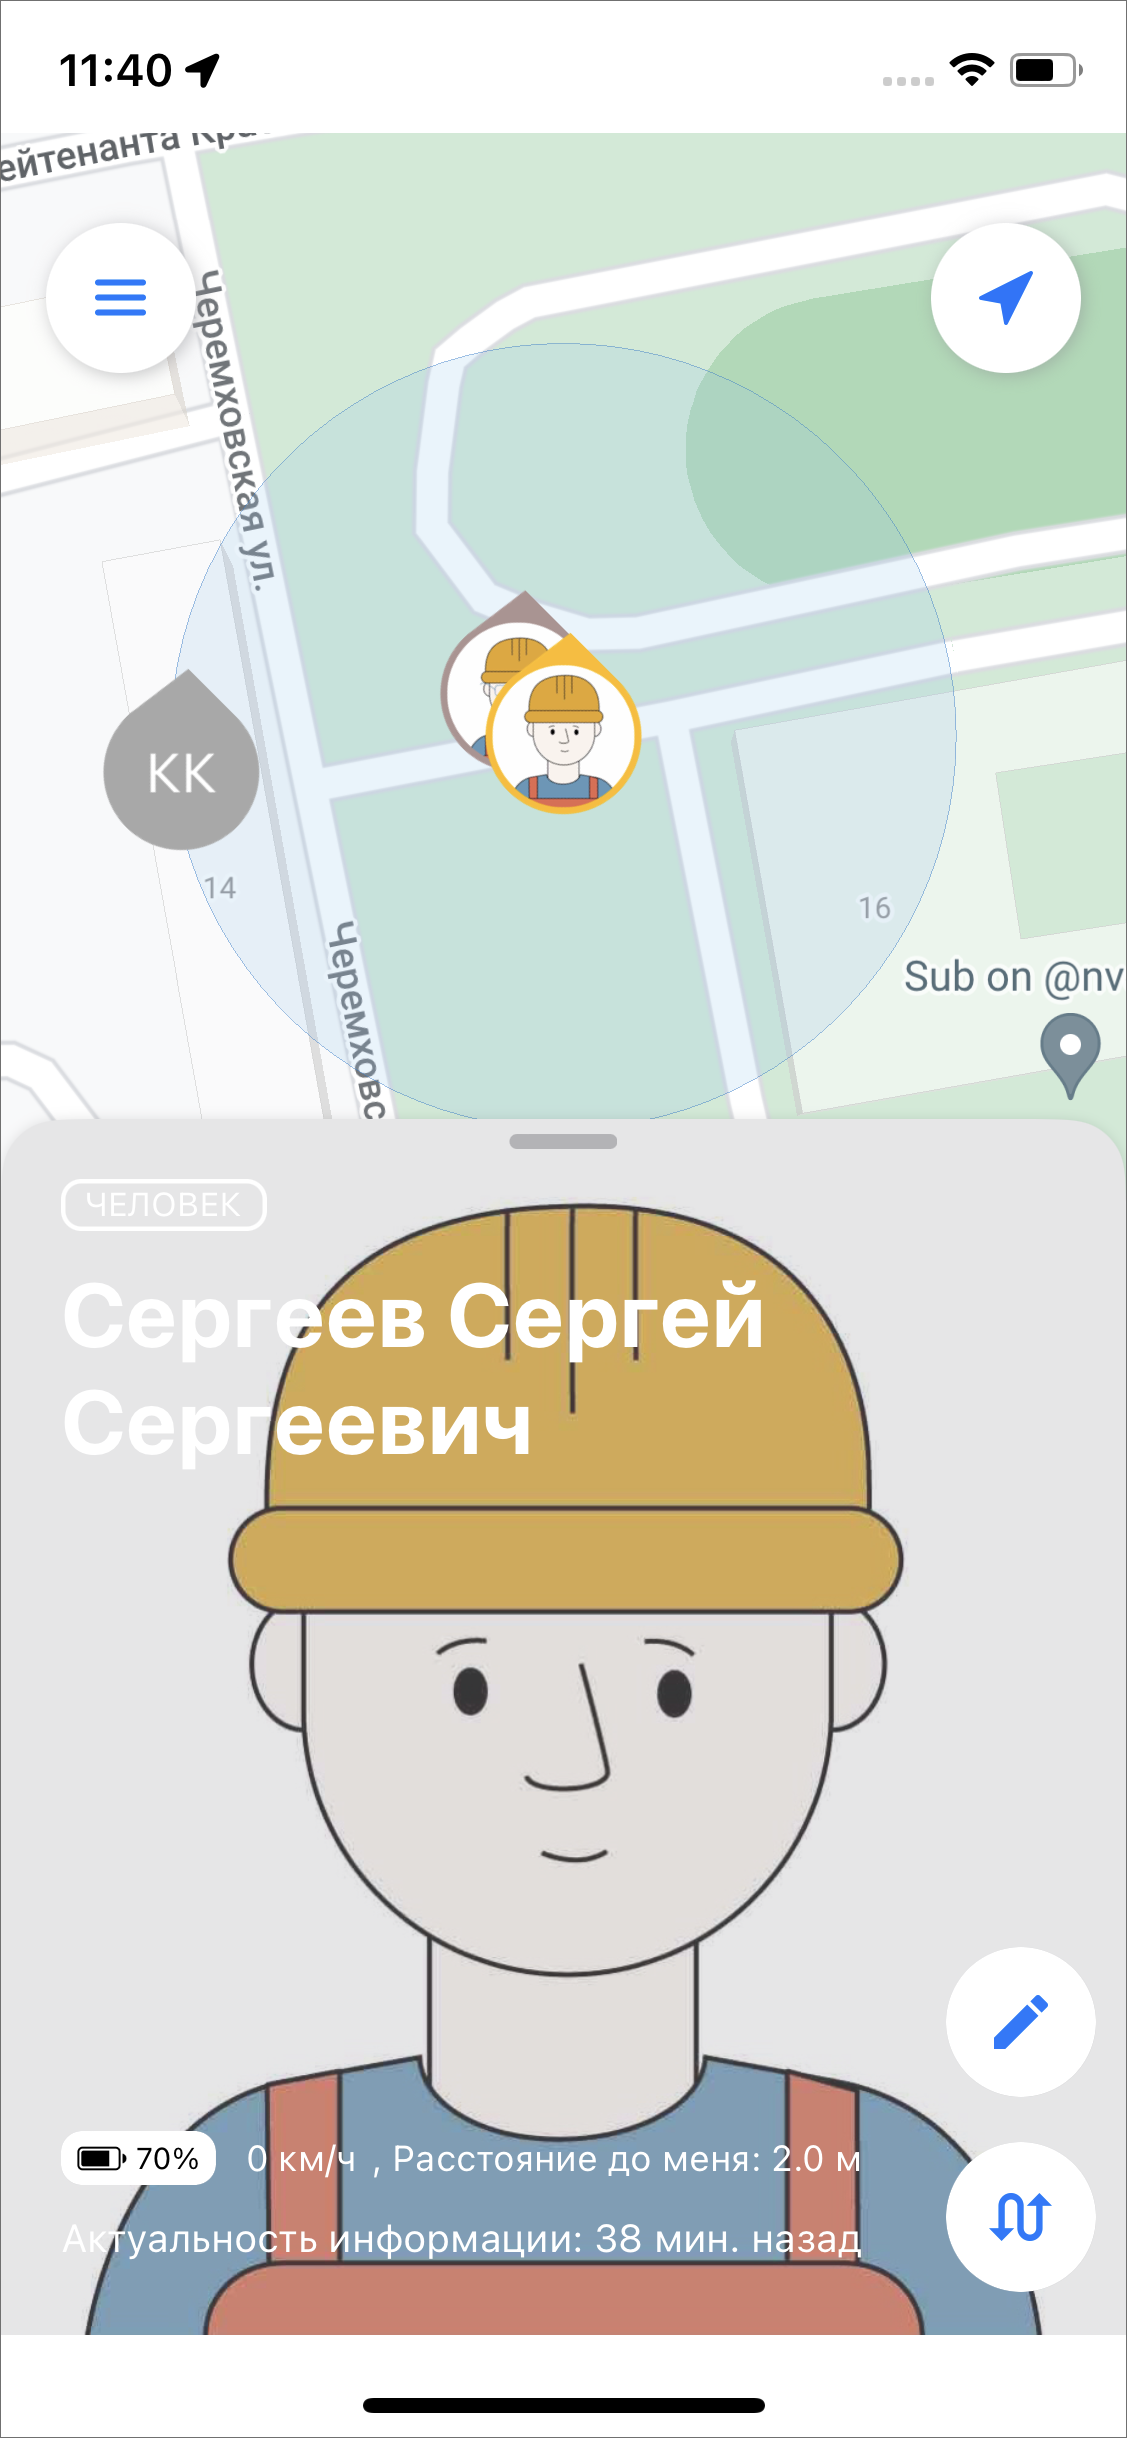 11:40
Черемховская ул.
КК
14
16
Sub on @nv
Черемховс
ЧЕЛОВЕК
Сергеев Сергей
Сергеевич
70% 0 км/ч , Расстояние до меня: 2.0 м
Актуальность информации: 38 мин. назад